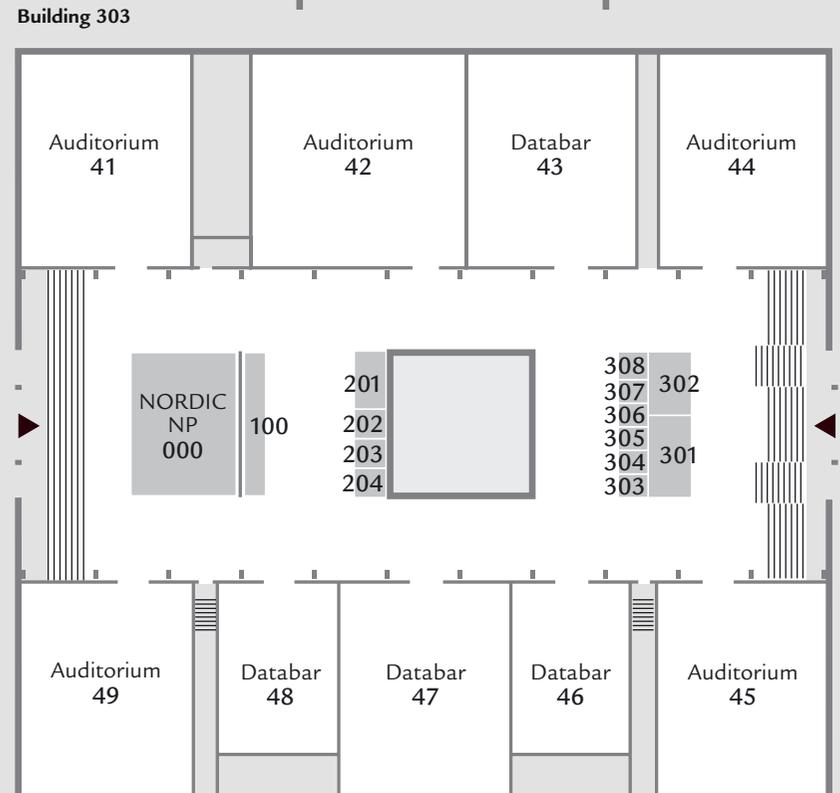 Building 303
Auditorium
41
Auditorium
42
Databar
43
Auditorium
44
NORDIC
NP
000
100
201
202
203
204
308
307
306
305
304
303
302
301
Auditorium
49
Databar
48
Databar
47
Databar
46
Auditorium
45